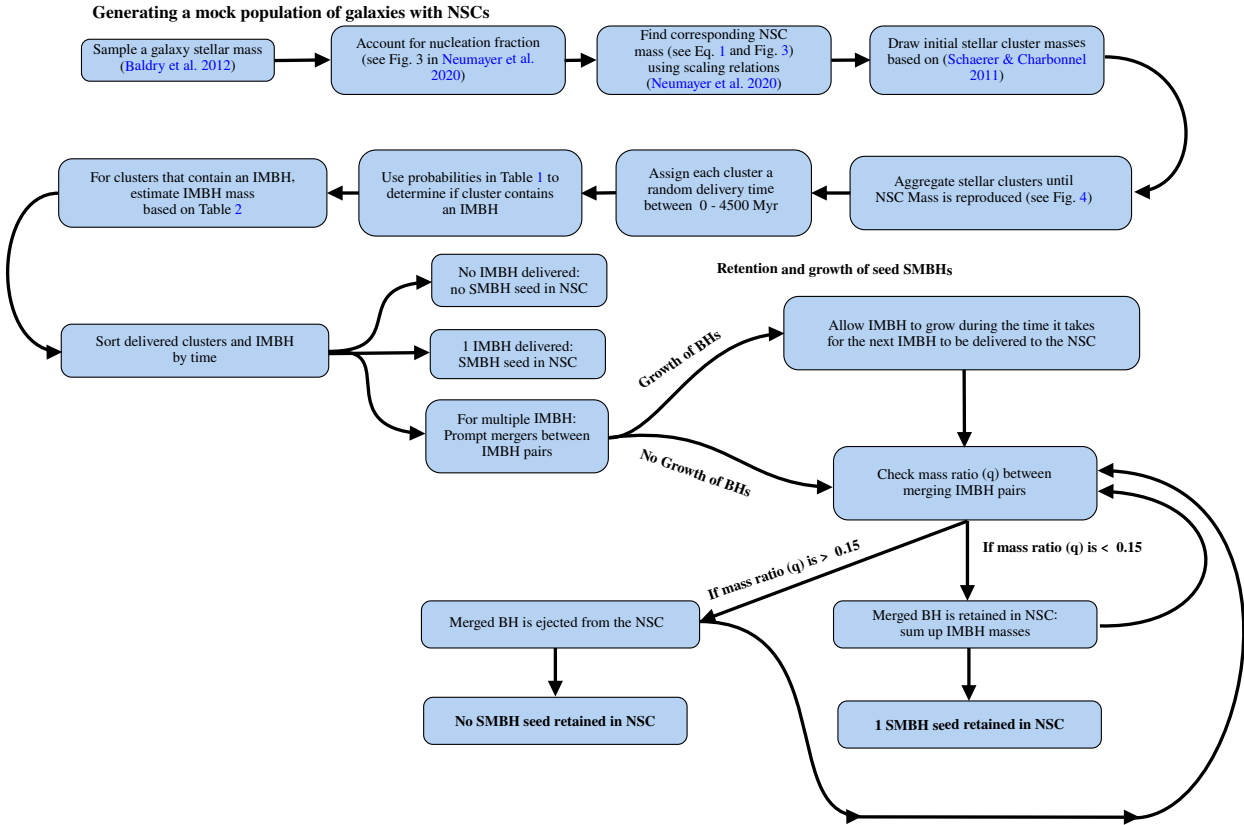 Generating a mock population of galaxies with NSCs
Sample a galaxy stellar mass
(Baldry et al. 2012)
Account for nucleation fraction
(see Fig. 3 in Neumayer et al.
2020)
Find corresponding NSC
mass (see Eq. 1 and Fig. 3)
using scaling relations
(Neumayer et al. 2020)
Draw initial stellar cluster masses
based on (Schaerer & Charbonnel
2011)
For clusters that contain an IMBH,
estimate IMBH mass
based on Table 2
Use probabilities in Table 1 to
determine if cluster contains
an IMBH
Assign each cluster a
random delivery time
between 0 - 4500 Myr
Aggregate stellar clusters until
NSC Mass is reproduced (see Fig. 4)
Sort delivered clusters and IMBH
by time
No IMBH delivered:
no SMBH seed in NSC
1 IMBH delivered:
SMBH seed in NSC
For multiple IMBH:
Prompt mergers between
IMBH pairs
Retention and growth of seed SMBHs
Growth of BHs
No Growth of BHs
Allow IMBH to grow during the time it takes
for the next IMBH to be delivered to the NSC
Check mass ratio (q) between
merging IMBH pairs
If mass ratio (q) is > 0.15
If mass ratio (q) is < 0.15
Merged BH is ejected from the NSC
Merged BH is retained in NSC:
sum up IMBH masses
No SMBH seed retained in NSC
1 SMBH seed retained in NSC